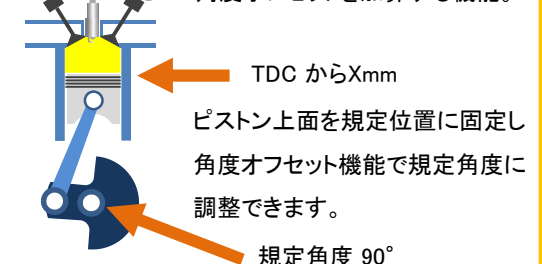 TDC からXmm
ピストン上面を規定位置に固定し
角度オフセット機能で規定角度に
調整できます。
規定角度 90°